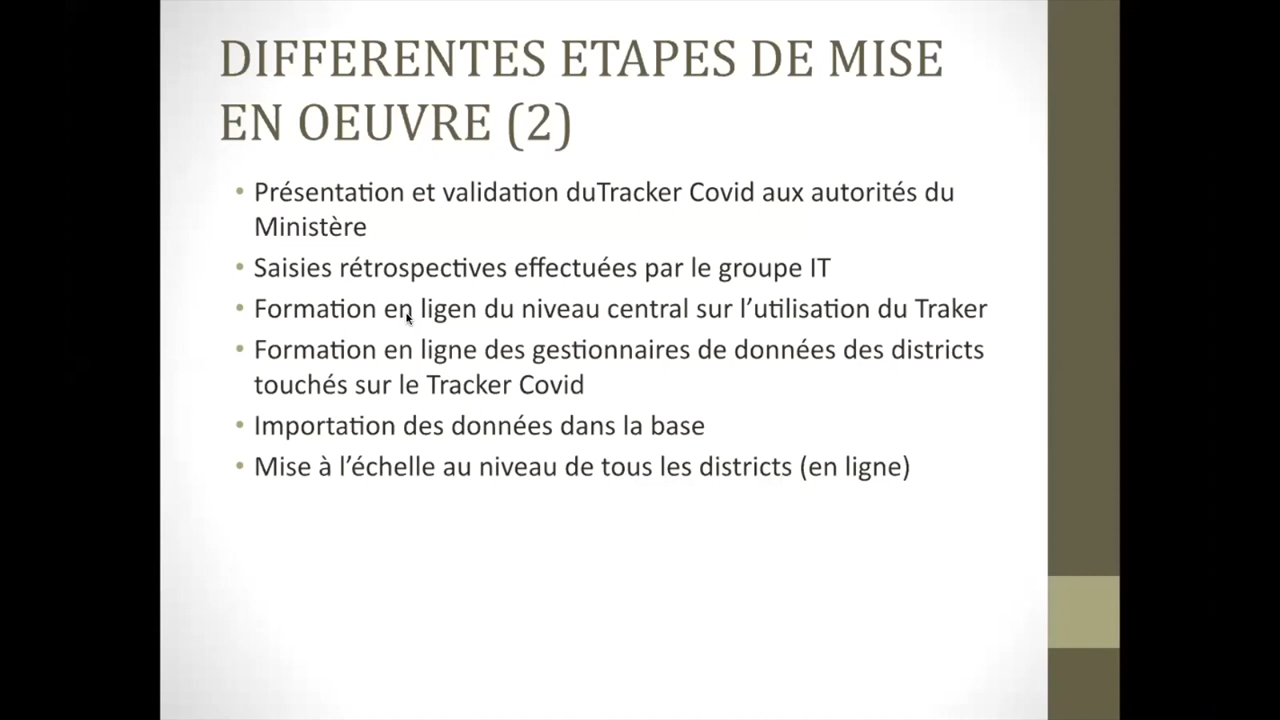 DIFFERENTES ETAPES DE MISE
EN OEUVRE (2)
• Présentation et validation duTracker Covid aux autorités du
Ministère
• Saisies rétrospectives effectuées par le groupe IT
• Formation en ligen du niveau central sur l’utilisation du Traker
• Formation en ligne des gestionnaires de données des districts
touchés sur le Tracker Covid
• Importation des données dans la base
• Mise à l’échelle au niveau de tous les districts (en ligne)